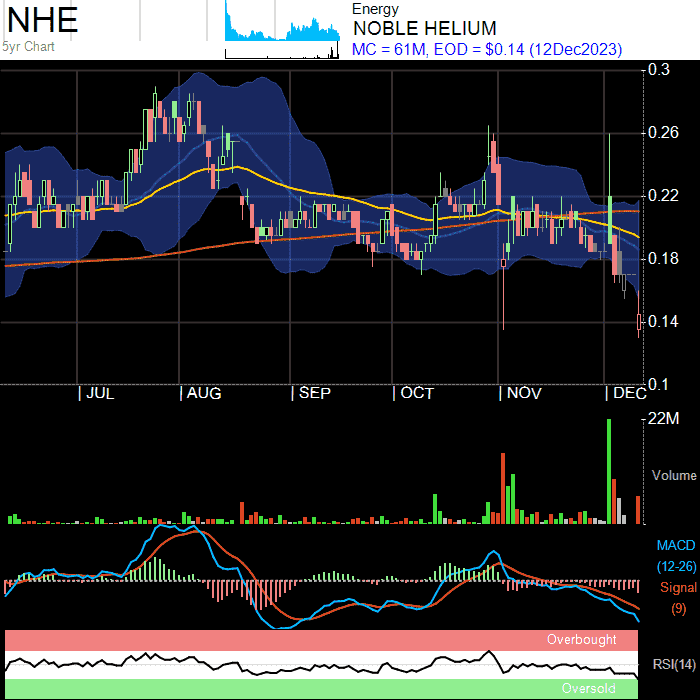 NHE
5yr Chart
Energy
NOBLE HELIUM
MC = 61M, EOD = $0.14 (12Dec2023)
0.3
0.26
0.22
0.18
0.14
0.1
| JUL | AUG | SEP | OCT | NOV | DEC
22M
Volume
MACD
(12-26)
Signal
(9)
Overbought
RSI(14)
Oversold